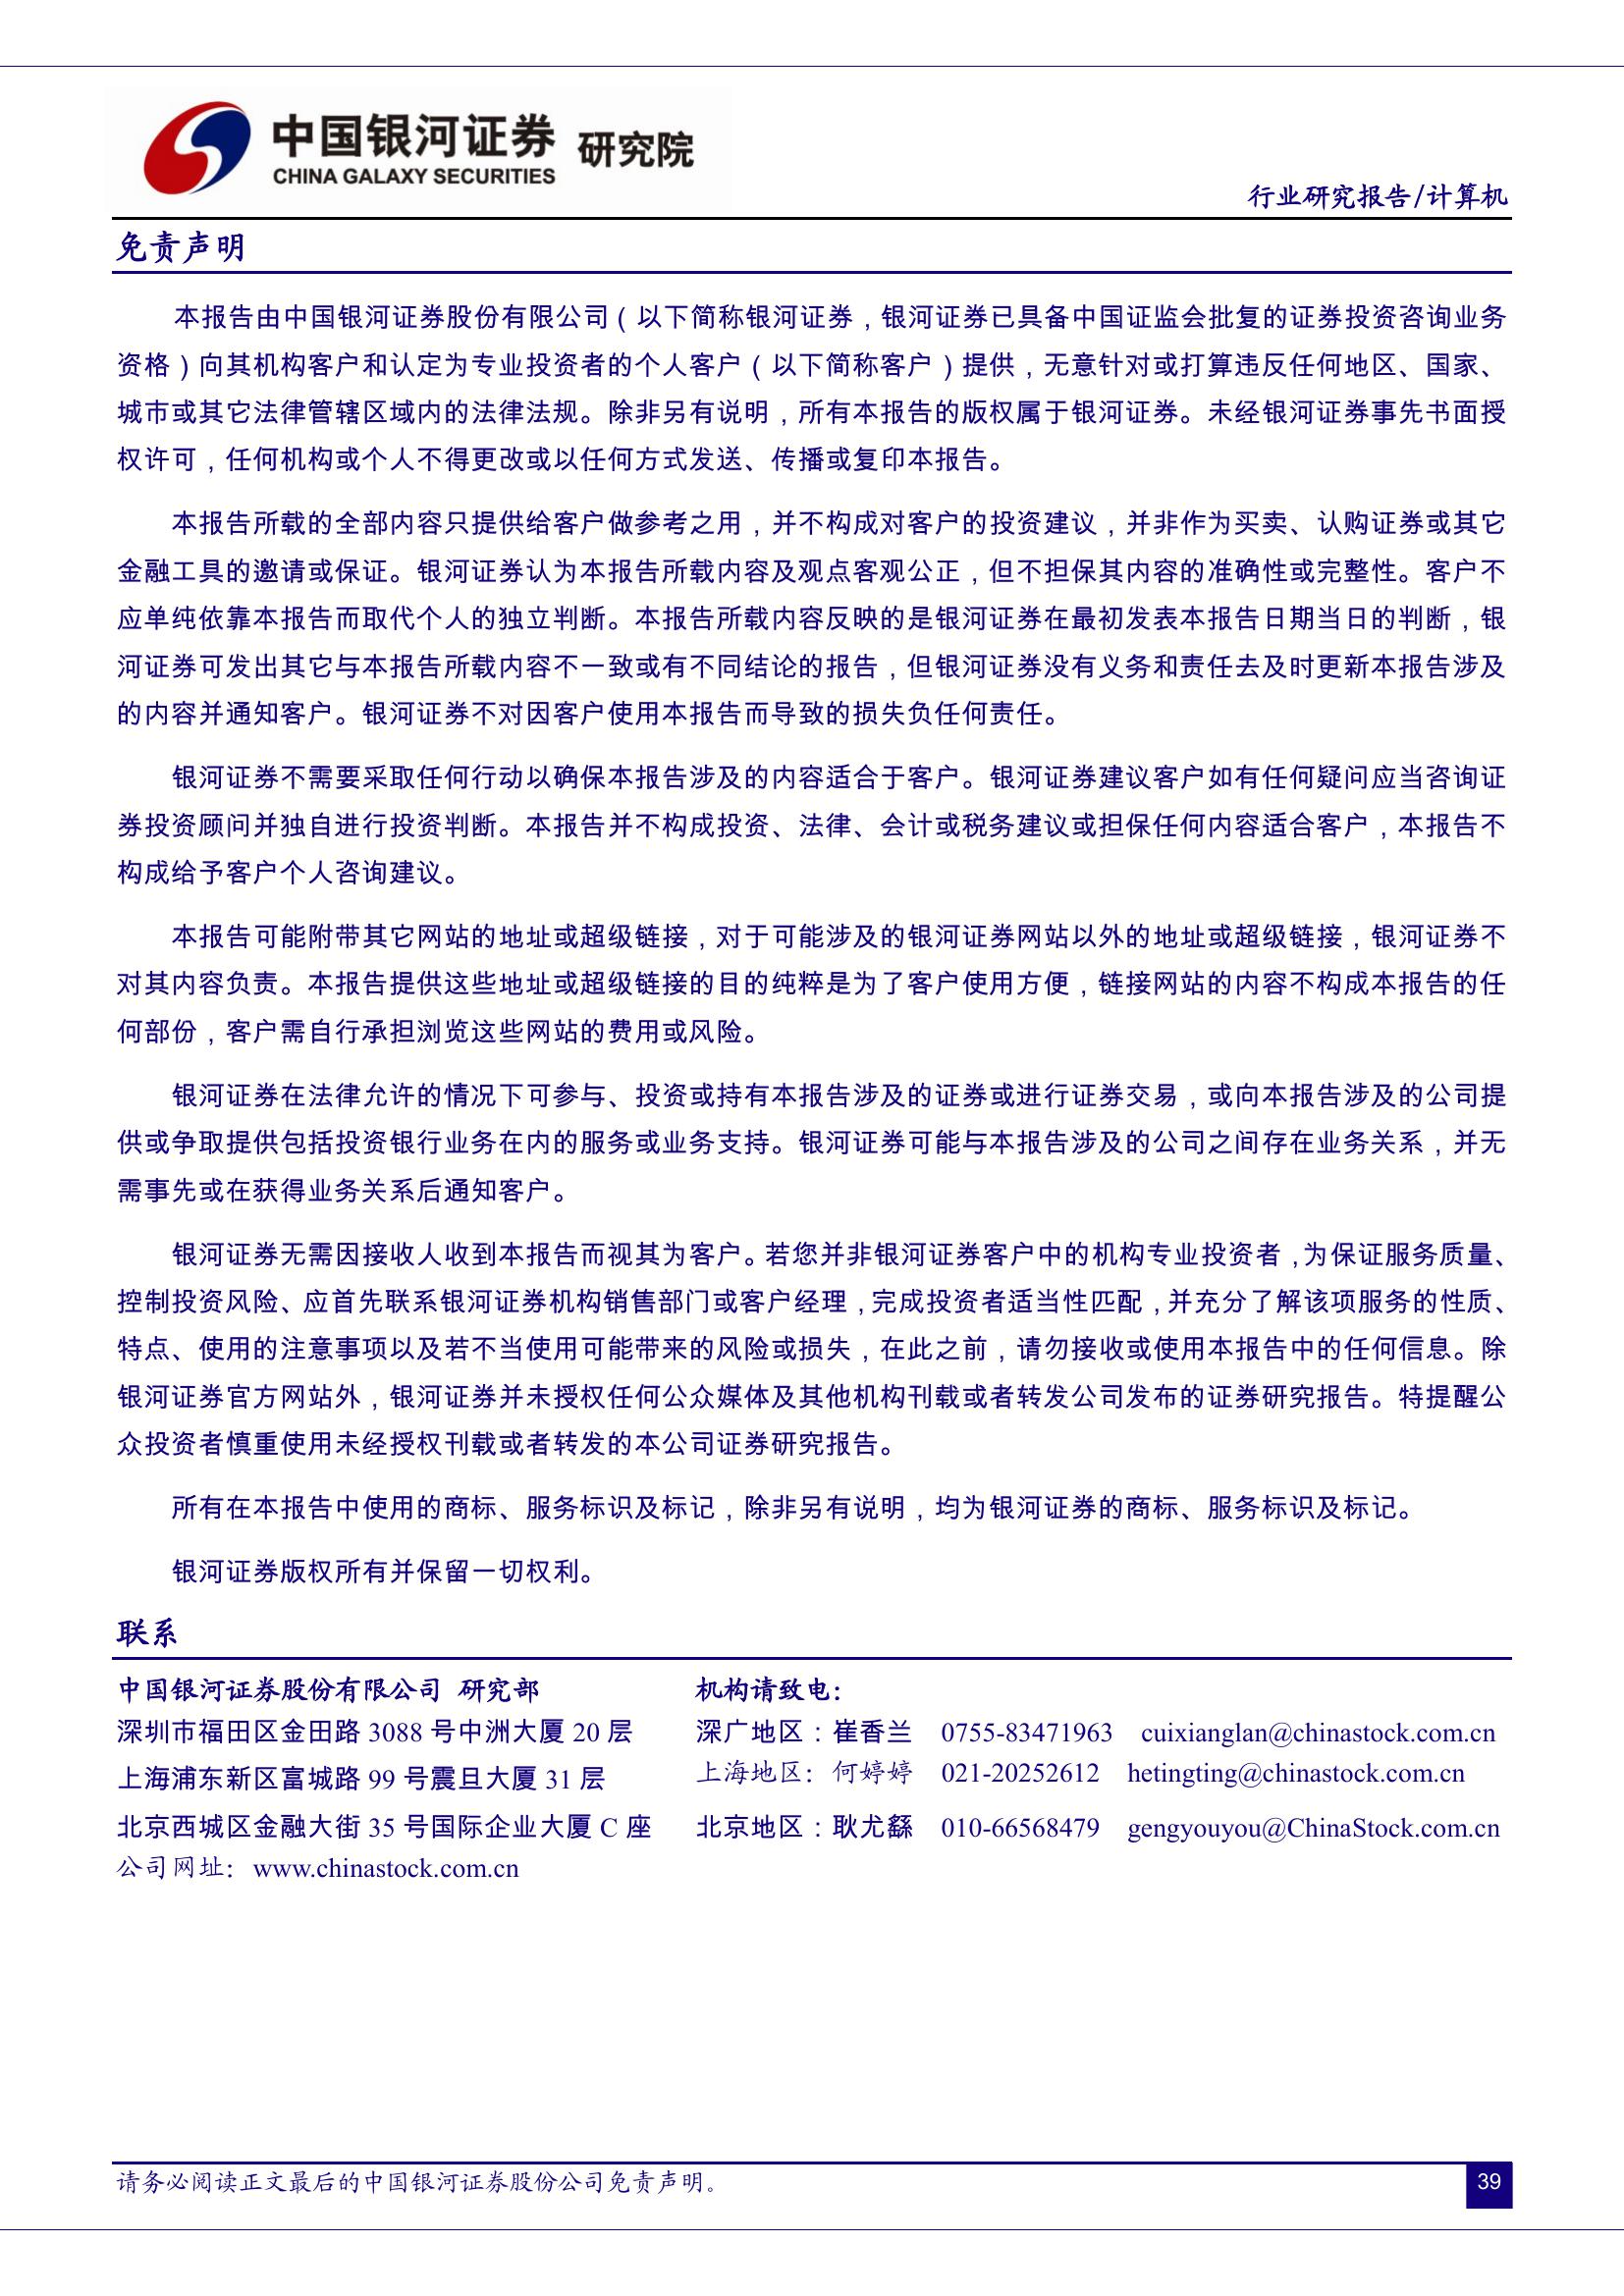 中国银河证券 研究院
CHINA GALAXY SECURITIES
行业研究报告/计算机
免责声明
本报告由中国银河证券股份有限公司（以下简称银河证券，银河证券已具备中国证监会批复的证券投资咨询业务
资格）向其机构客户和认定为专业投资者的个人客户（以下简称客户）提供，无意针对或打算违反任何地区、国家、
城市或其它法律管辖区域内的法律法规。除非另有说明，所有本报告的版权属于银河证券。未经银河证券事先书面授
权许可，任何机构或个人不得更改或以任何方式发送、传播或复印本报告。
本报告所载的全部内容只提供给客户做参考之用，并不构成对客户的投资建议，并非作为买卖、认购证券或其它
金融工具的邀请或保证。银河证券认为本报告所载内容及观点客观公正，但不担保其内容的准确性或完整性。客户不
应单纯依靠本报告而取代个人的独立判断。本报告所载内容反映的是银河证券在最初发表本报告日期当日的判断，银
河证券可发出其它与本报告所载内容不一致或有不同结论的报告，但银河证券没有义务和责任去及时更新本报告涉及
的内容并通知客户。银河证券不对因客户使用本报告而导致的损失负任何责任。
银河证券不需要采取任何行动以确保本报告涉及的内容适合于客户。银河证券建议客户如有任何疑问应当咨询证
券投资顾问并独自进行投资判断。本报告并不构成投资、法律、会计或税务建议或担保任何内容适合客户，本报告不
构成给予客户个人咨询建议。
本报告可能附带其它网站的地址或超级链接，对于可能涉及的银河证券网站以外的地址或超级链接，银河证券不
对其内容负责。本报告提供这些地址或超级链接的目的纯粹是为了客户使用方便，链接网站的内容不构成本报告的任
何部份，客户需自行承担浏览这些网站的费用或风险。
银河证券在法律允许的情况下可参与、投资或持有本报告涉及的证券或进行证券交易，或向本报告涉及的公司提
供或争取提供包括投资银行业务在内的服务或业务支持。银河证券可能与本报告涉及的公司之间存在业务关系，并无
需事先或在获得业务关系后通知客户。
银河证券无需因接收人收到本报告而视其为客户。若您并非银河证券客户中的机构专业投资者，为保证服务质量、
控制投资风险、应首先联系银河证券机构销售部门或客户经理，完成投资者适当性匹配，并充分了解该项服务的性质、
特点、使用的注意事项以及若不当使用可能带来的风险或损失，在此之前，请勿接收或使用本报告中的任何信息。除
银河证券官方网站外，银河证券并未授权任何公众媒体及其他机构刊载或者转发公司发布的证券研究报告。特提醒公
众投资者慎重使用未经授权刊载或者转发的本公司证券研究报告。
所有在本报告中使用的商标、服务标识及标记，除非另有说明，均为银河证券的商标、服务标识及标记。
银河证券版权所有并保留一切权利。
联系
中国银河证券股份有限公司 研究部 机构请致电：
深圳市福田区金田路 3088 号中洲大厦 20 层 深广地区：崔香兰 0755-83471963 cuixianglan@chinastock.com.cn
上海浦东新区富城路 99 号震旦大厦 31 层 上海地区：何婷婷 021-20252612 hetingting@chinastock.com.cn
北京西城区金融大街 35 号国际企业大厦 C 座 北京地区：耿尤繇 010-66568479 gengyouyou@ChinaStock.com.cn
公司网址：www.chinastock.com.cn
请务必阅读正文最后的中国银河证券股份公司免责声明。
39